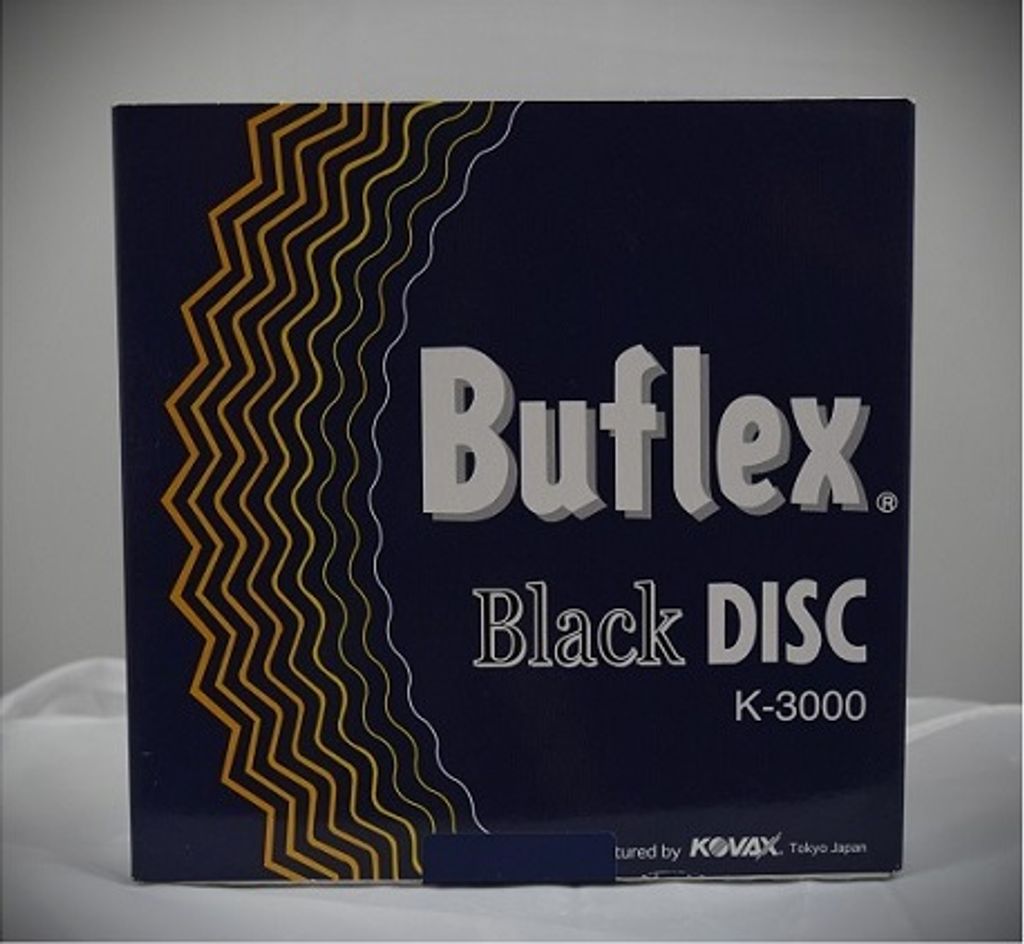 Buflex®
Black DISC
K-3000
tured by KOVAX. Tokyo Japan